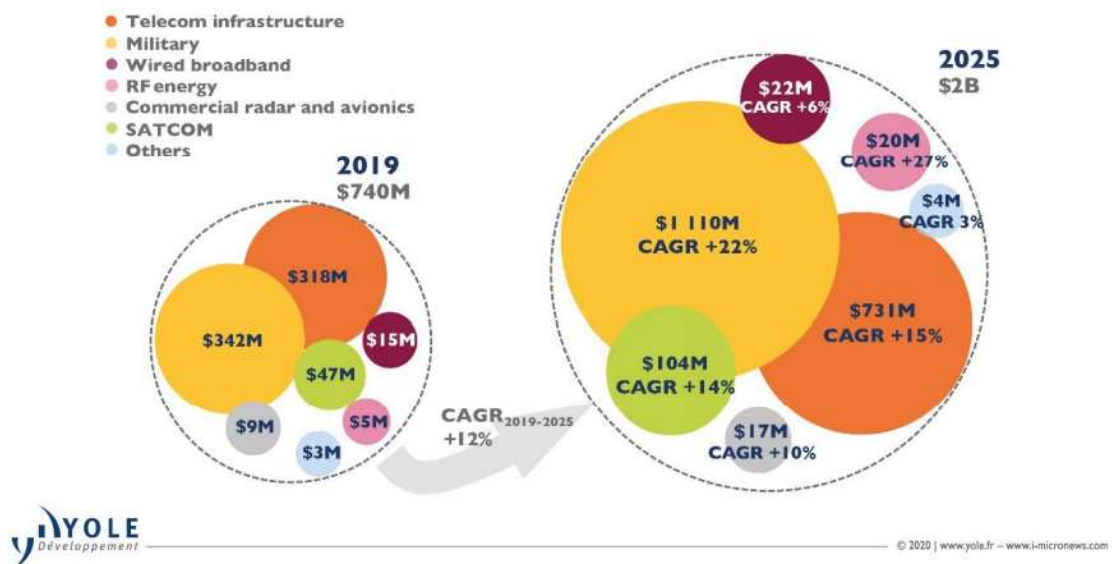 Telecom infrastructure
Military
Wired broadband
RF energy
Commercial radar and avionics
SATCOM
Others
2019
$740M
$318M
$342M
$15M
$47M
$9M
$5M
$3M
CAGR 2019-2025
+12%
2025
$2B
$22M
CAGR +6%
$20M
CAGR +27%
$4M
CAGR 3%
$1 110M
CAGR +22%
$731M
CAGR +15%
$104M
CAGR +14%
$17M
CAGR +10%
YOLE
Développement
© 2020 | www.yole.fr – www.i-micronews.com